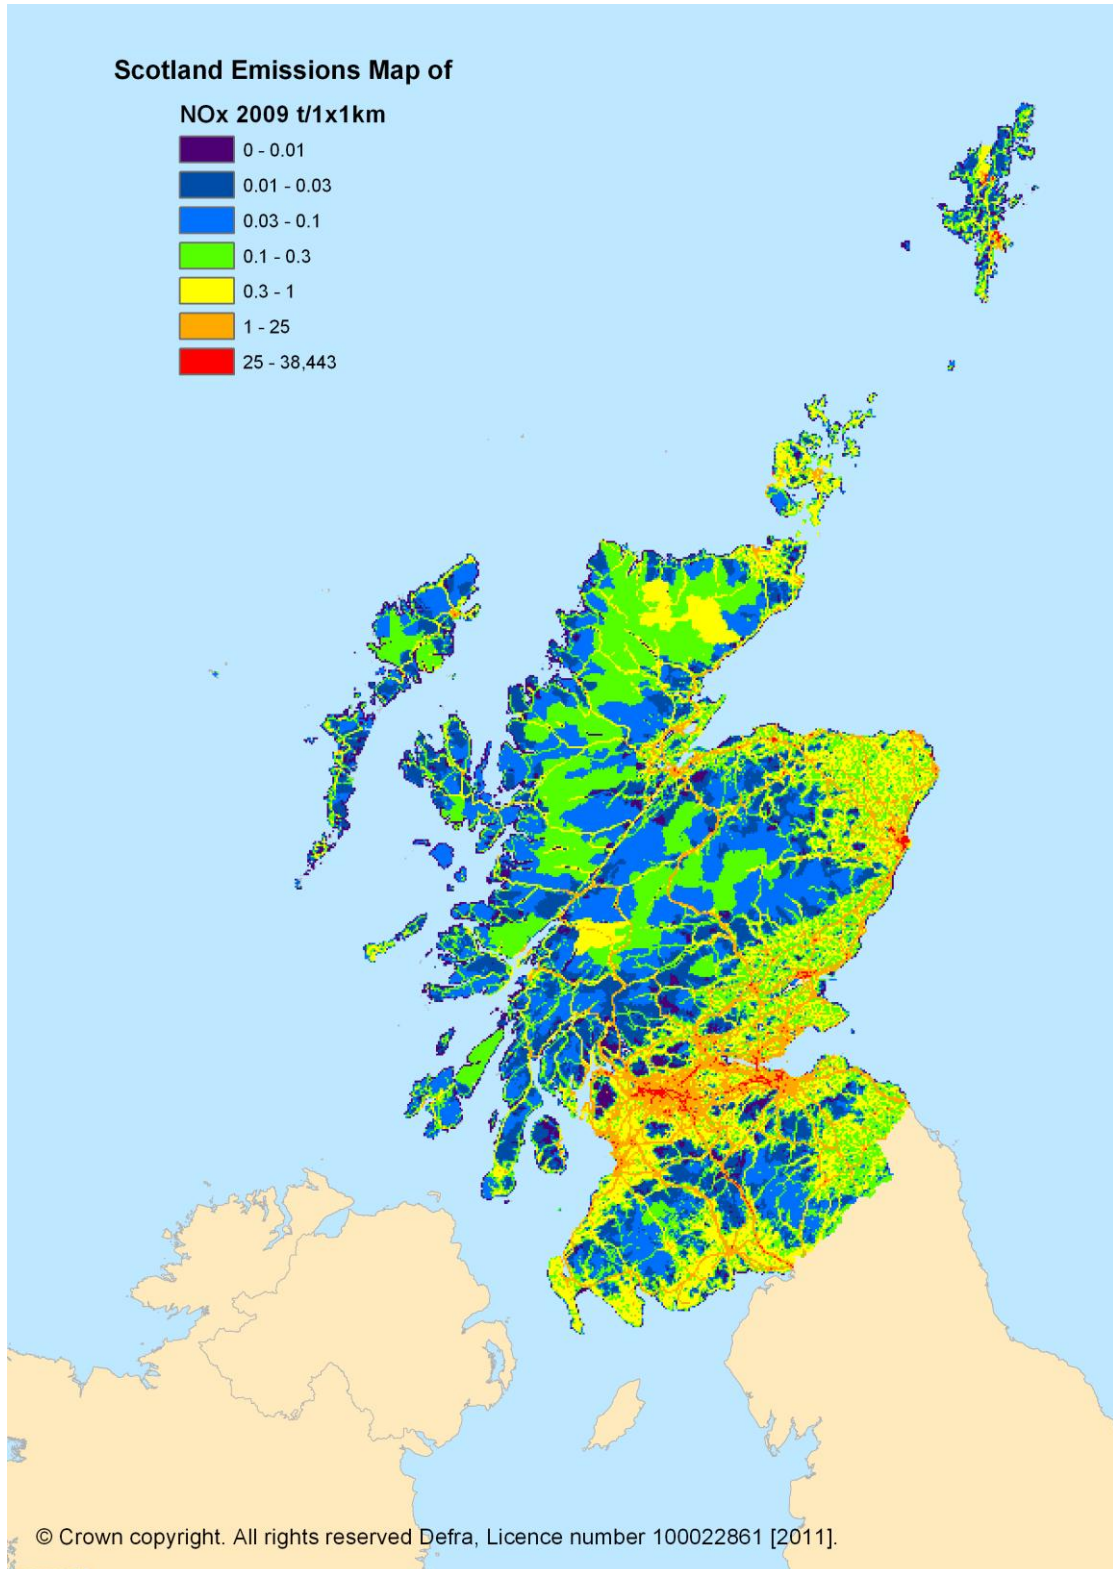 Scotland Emissions Map of
NOx 2009 t/1x1km
0 - 0.01
0.01 - 0.03
0.03 - 0.1
0.1 - 0.3
0.3 - 1
1 - 25
25 - 38,443
© Crown copyright. All rights reserved Defra, Licence number 100022861 [2011].